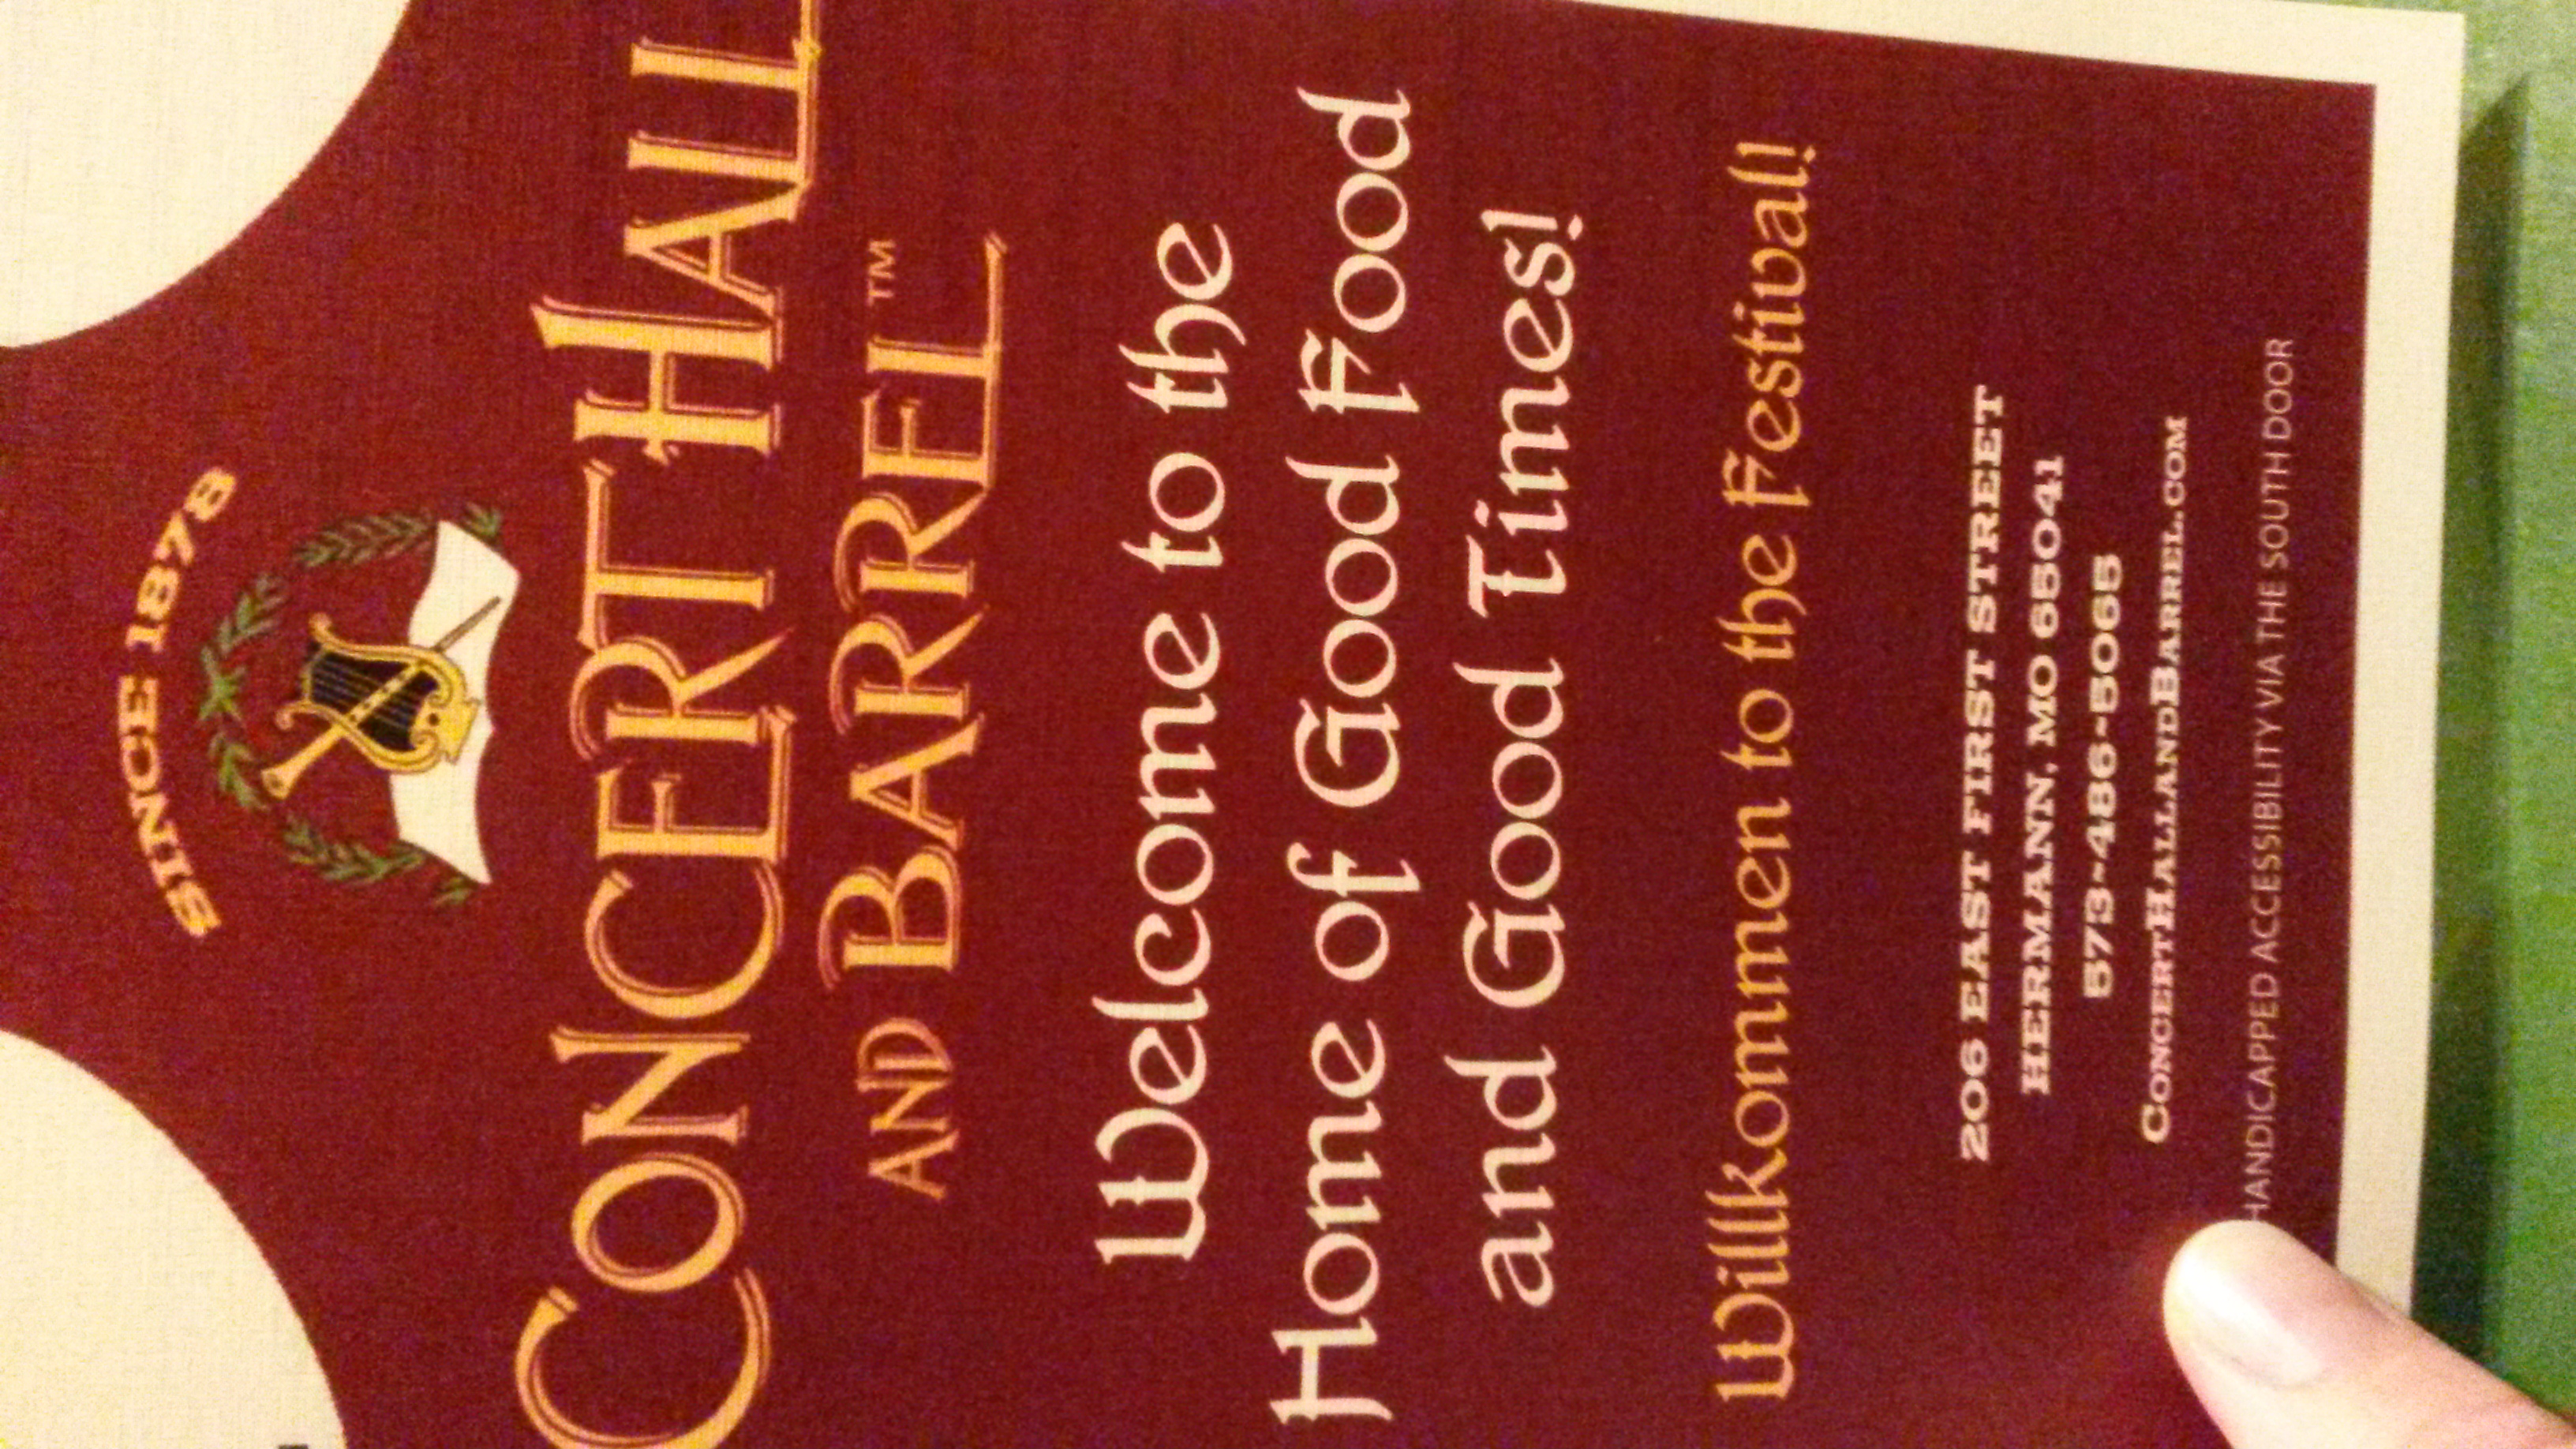 SINCE 1878
CONCERT HALL
AND BARREL™
Welcome to the
Home of Good Food
and Good Times!
Willkommen to the Festival!
206 EAST FIRST STREET
HERMANN, MO 65041
573-486-5065
CONCERTHALLANDBARREL.COM
HANDICAPPED ACCESSIBILITY VIA THE SOUTH DOOR